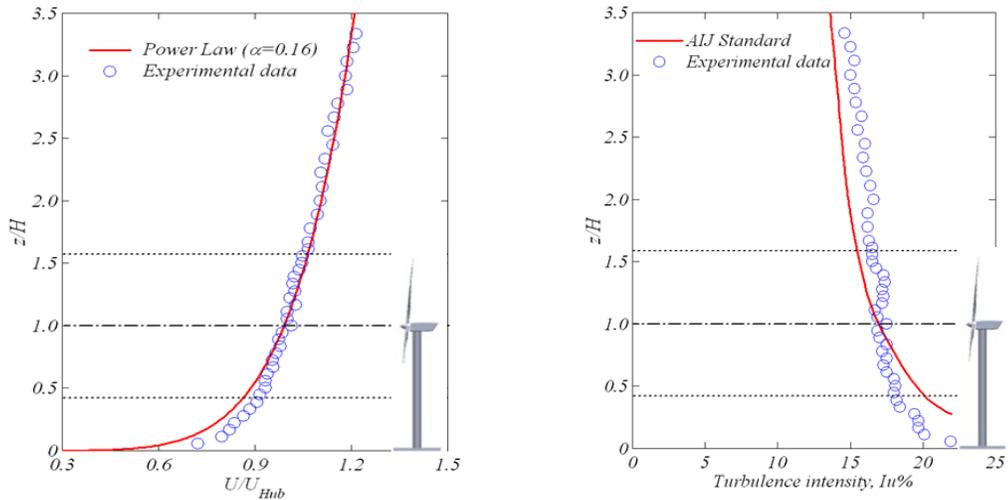 3.5
3.0
2.5
2.0
1.5
1.0
0.5
0
z/H
Power Law (α=0.16)
Experimental data
0.3 0.6 0.9 1.2 1.5
U/U_Hub
3.5
3.0
2.5
2.0
1.5
1.0
0.5
0
z/H
AIJ Standard
Experimental data
0 5 10 15 20 25
Turbulence intensity, Iu%